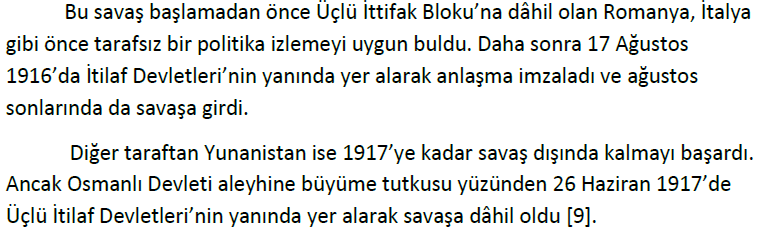 Bu savaş başlamadan önce Üçlü İttifak Bloku’na dâhil olan Romanya, İtalya
gibi önce tarafsız bir politika izlemeyi uygun buldu. Daha sonra 17 Ağustos
1916’da İtilaf Devletleri’nin yanında yer alarak anlaşma imzaladı ve ağustos
sonlarında da savaşa girdi.
Diğer taraftan Yunanistan ise 1917’ye kadar savaş dışında kalmayı başardı.
Ancak Osmanlı Devleti aleyhine büyüme tutkusu yüzünden 26 Haziran 1917’de
Üçlü İtilaf Devletleri’nin yanında yer alarak savaşa dâhil oldu [9].